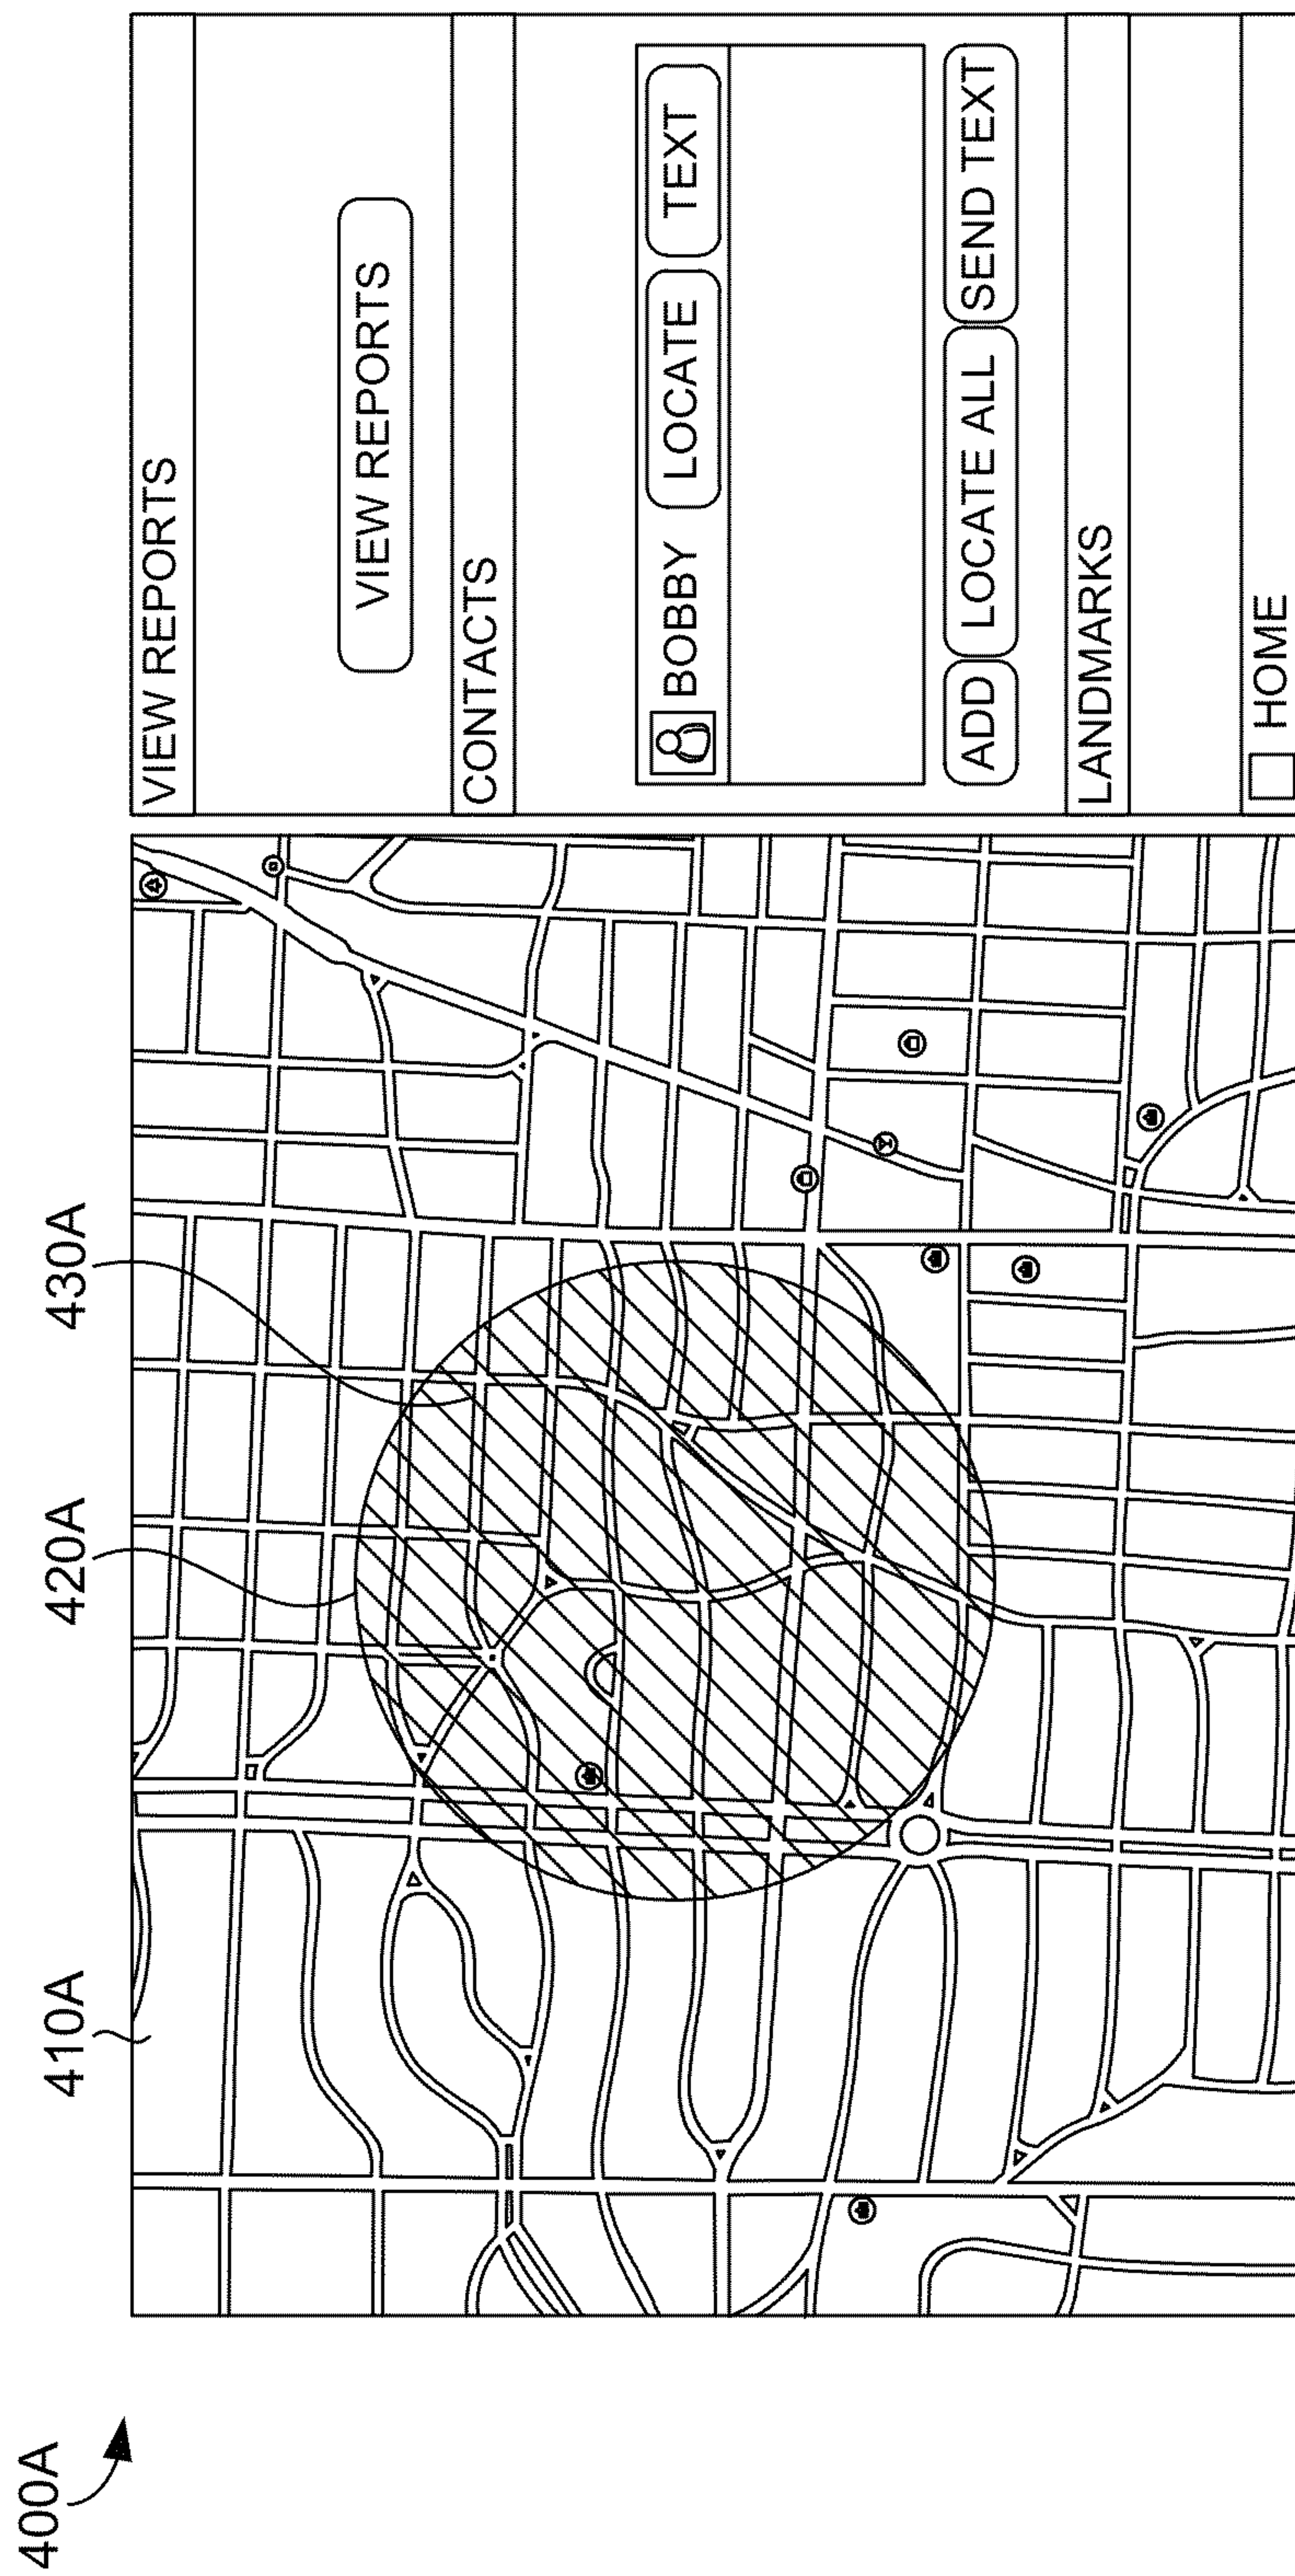 400A
410A
420A
430A
VIEW REPORTS
VIEW REPORTS
CONTACTS
BOBBY LOCATE TEXT
ADD LOCATE ALL SEND TEXT
LANDMARKS
HOME